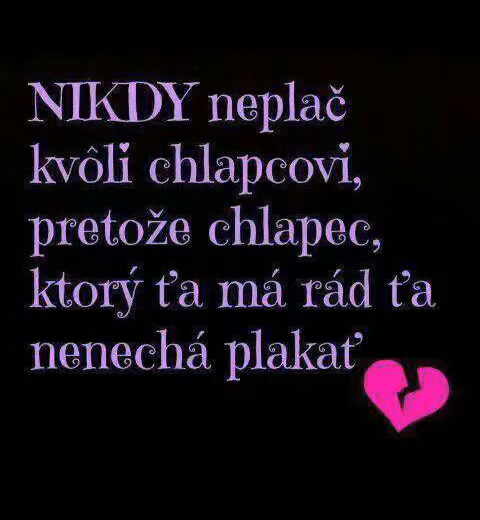 NIKDY neplač
kvôli chlapcovi,
pretože chlapec,
ktorý ťa má rád ťa
nenechá plakať